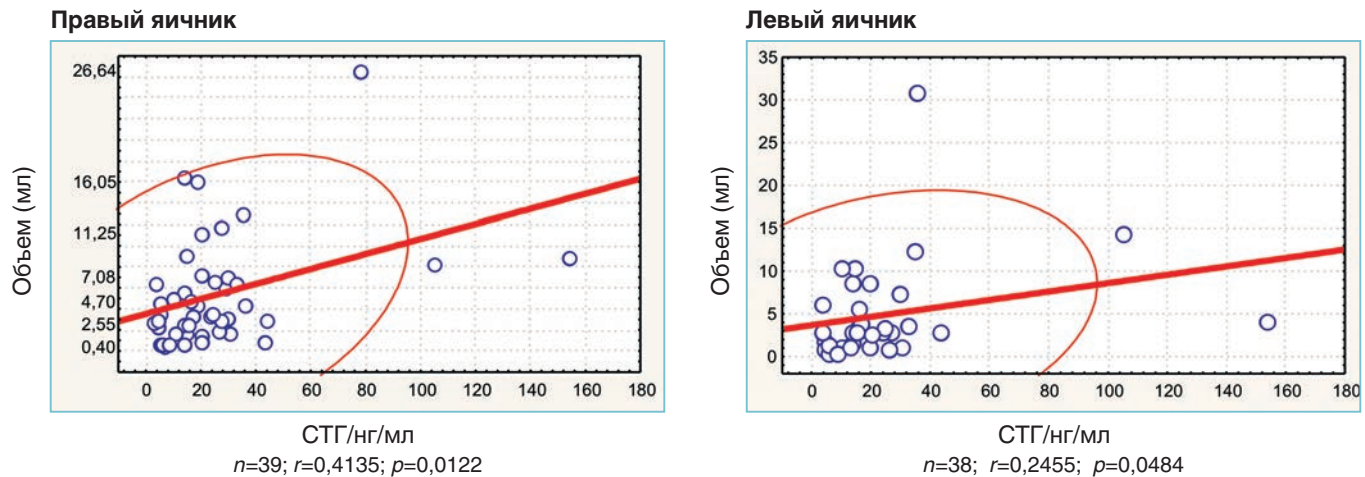 Правый яичник
Объем (мл)
26,64
16,05
11,25
7,08
4,70
2,55
0,40
0 20 40 60 80 100 120 140 160 180
СТГ/нг/мл
n=39; r=0,4135; p=0,0122
Левый яичник
Объем (мл)
35
30
25
20
15
10
5
0
0 20 40 60 80 100 120 140 160 180
СТГ/нг/мл
n=38; r=0,2455; p=0,0484